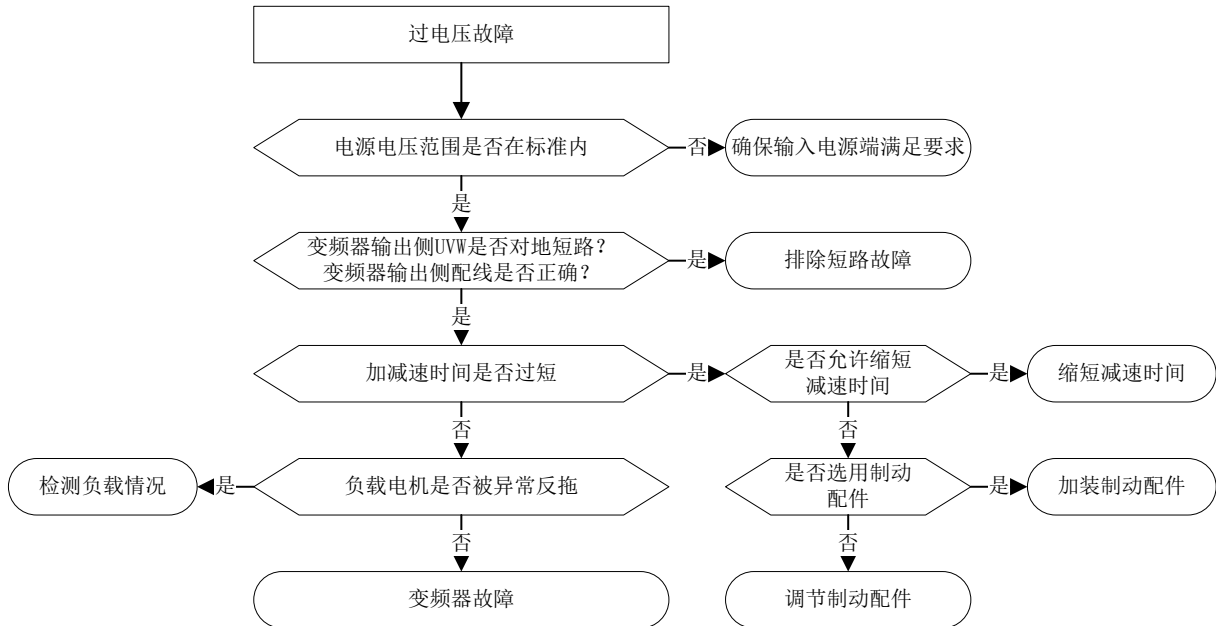 过电压故障
电源电压范围是否在标准内
否
确保输入电源端满足要求
是
变频器输出侧UVW是否对地短路?
变频器输出侧配线是否正确?
是
排除短路故障
是
加减速时间是否过短
是
是否允许缩短
减速时间
是
缩短减速时间
否
否
检测负载情况
是
负载电机是否被异常反拖
是否选用制动
配件
是
加装制动配件
否
否
变频器故障
调节制动配件